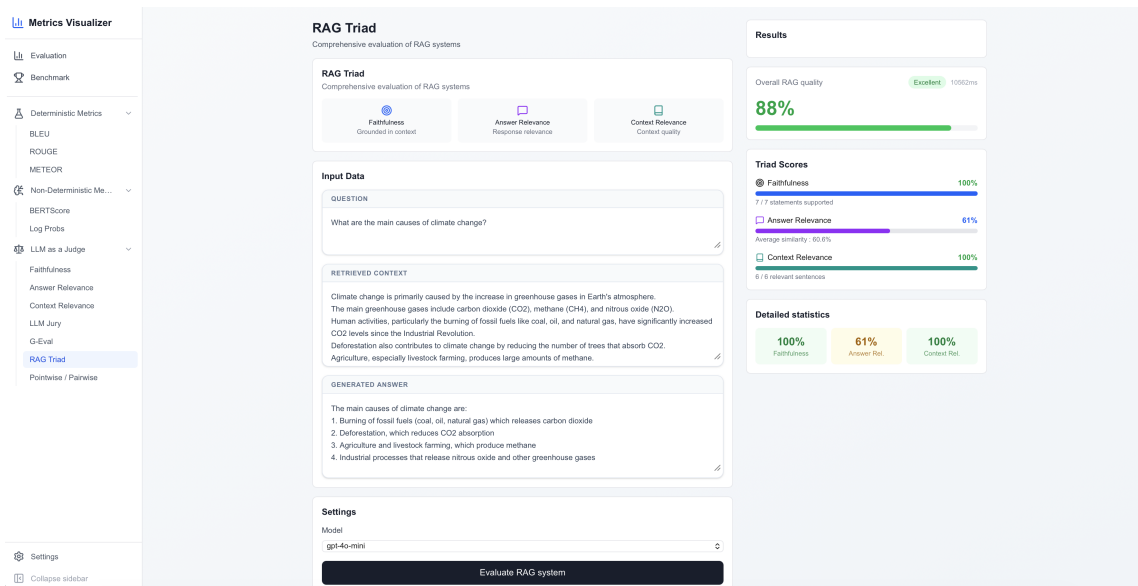 Metrics Visualizer
Evaluation
Benchmark
Deterministic Metrics
BLEU
ROUGE
METEOR
Non-Deterministic Me...
BERTScore
Log Probs
LLM as a Judge
Faithfulness
Answer Relevance
Context Relevance
LLM Jury
G-Eval
RAG Triad
Pointwise / Pairwise
Settings
Collapse sidebar
RAG Triad
Comprehensive evaluation of RAG systems
RAG Triad
Comprehensive evaluation of RAG systems
Faithfulness
Grounded in context
Answer Relevance
Response relevance
Context Relevance
Context quality
Input Data
QUESTION
What are the main causes of climate change?
RETRIEVED CONTEXT
Climate change is primarily caused by the increase in greenhouse gases in Earth's atmosphere.
The main greenhouse gases include carbon dioxide (CO2), methane (CH4), and nitrous oxide (N2O).
Human activities, particularly the burning of fossil fuels like coal, oil, and natural gas, have significantly increased
CO2 levels since the Industrial Revolution.
Deforestation also contributes to climate change by reducing the number of trees that absorb CO2.
Agriculture, especially livestock farming, produces large amounts of methane.
GENERATED ANSWER
The main causes of climate change are:
1. Burning of fossil fuels (coal, oil, natural gas) which releases carbon dioxide
2. Deforestation, which reduces CO2 absorption
3. Agriculture and livestock farming, which produce methane
4. Industrial processes that release nitrous oxide and other greenhouse gases
Settings
Model
gpt-4o-mini
Evaluate RAG system
Results
Overall RAG quality
Excellent 10962ms
88%
Triad Scores
Faithfulness 100%
7 / 7 statements supported
Answer Relevance 61%
Average similarity : 60.6%
Context Relevance 100%
6 / 6 relevant sentences
Detailed statistics
100%
Faithfulness
61%
Answer Rel.
100%
Context Rel.